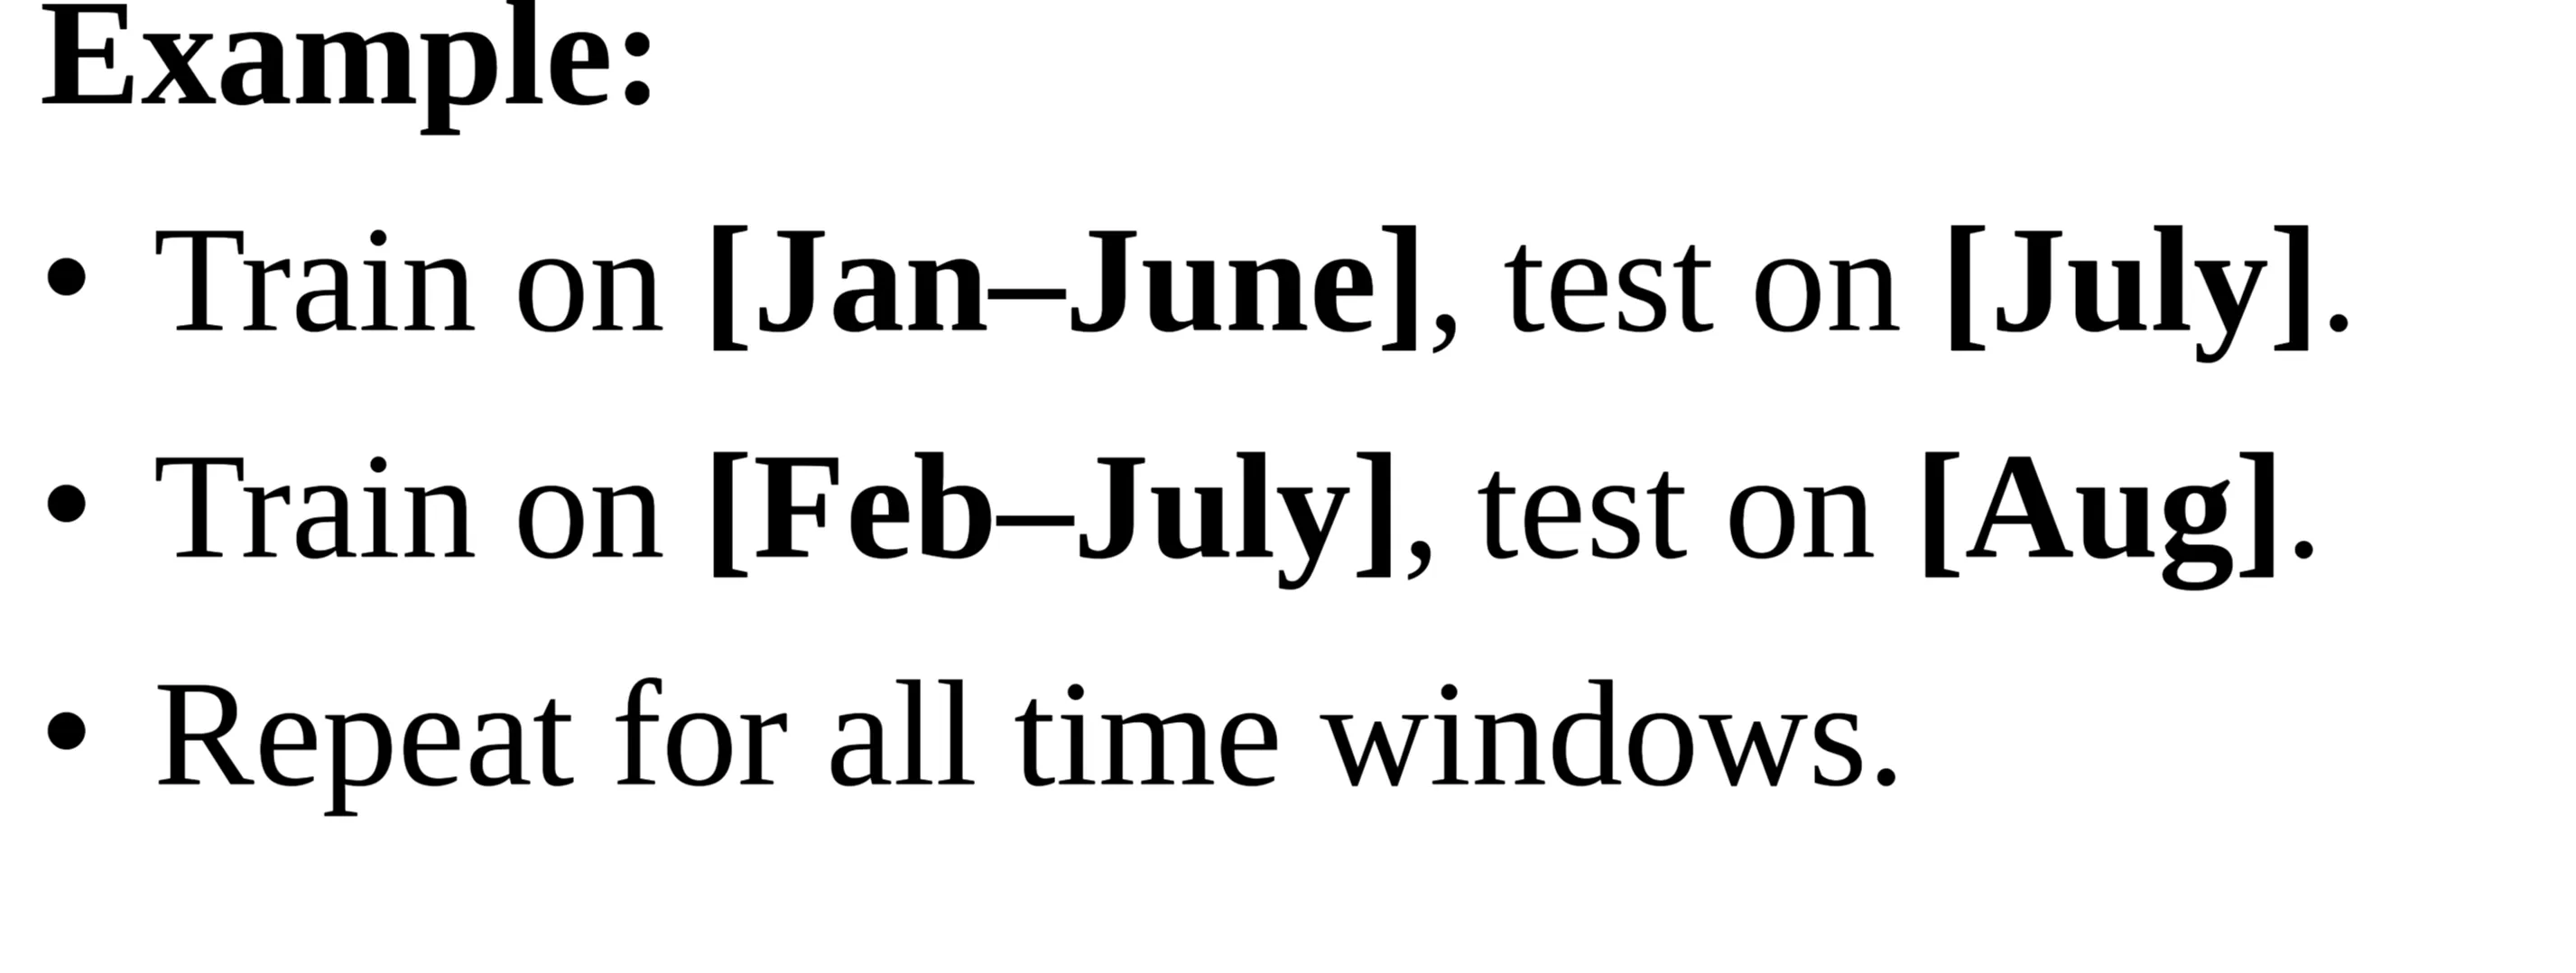 Example:
• Train on [Jan–June], test on [July].
• Train on [Feb–July], test on [Aug].
• Repeat for all time windows.